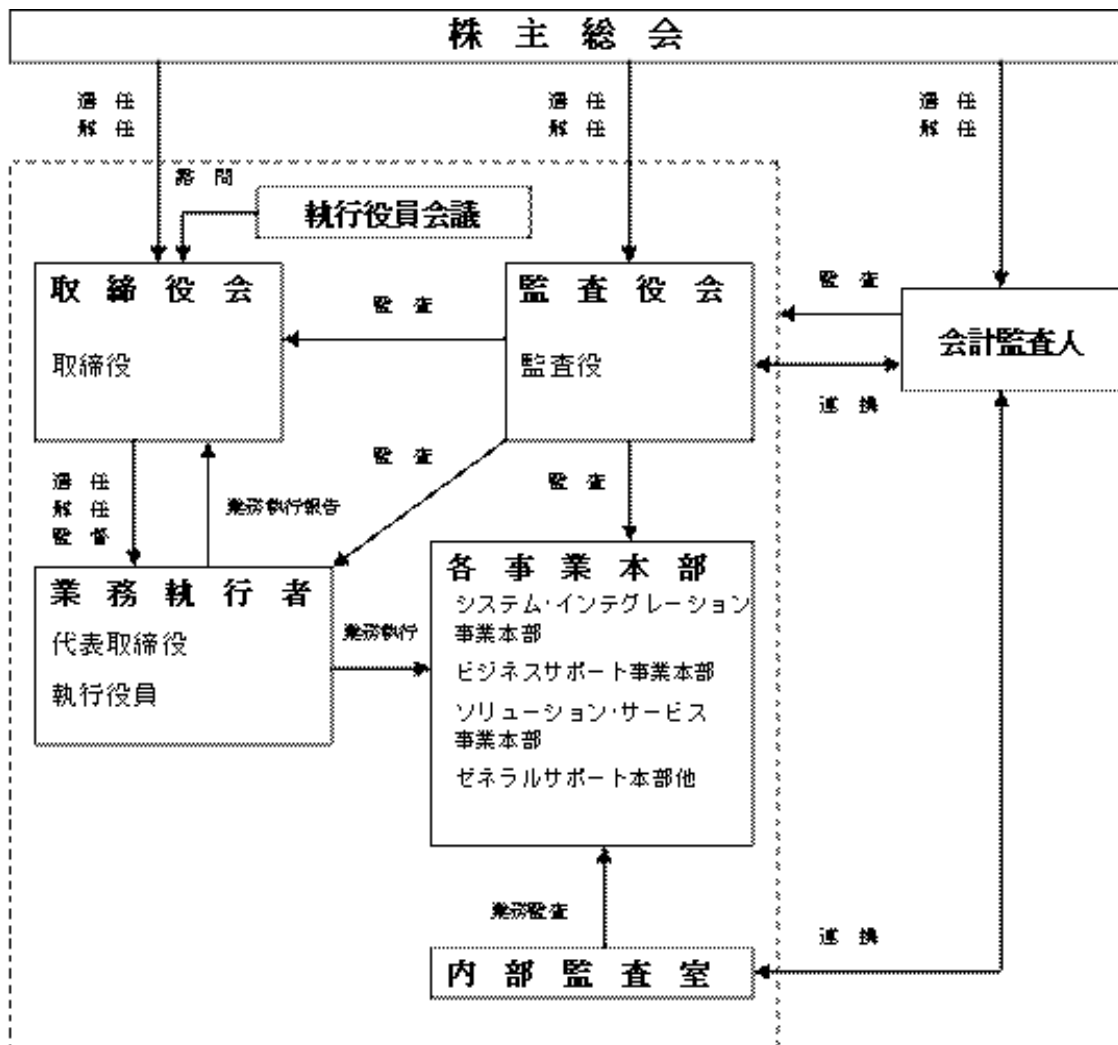 株主総会
選任
解任
選任
解任
選任
解任
諮問
執行役員会議
取締役会
取締役
監査
監査役会
監査役
監査
会計監査人
連携
選任
解任
監督
業務執行報告
監査
監査
業務執行者
代表取締役
執行役員
業務執行
各事業本部
システム・インテグレーション
事業本部
ビジネスサポート事業本部
ソリューション・サービス
事業本部
ゼネラルサポート本部他
業務監査
連携
内部監査室